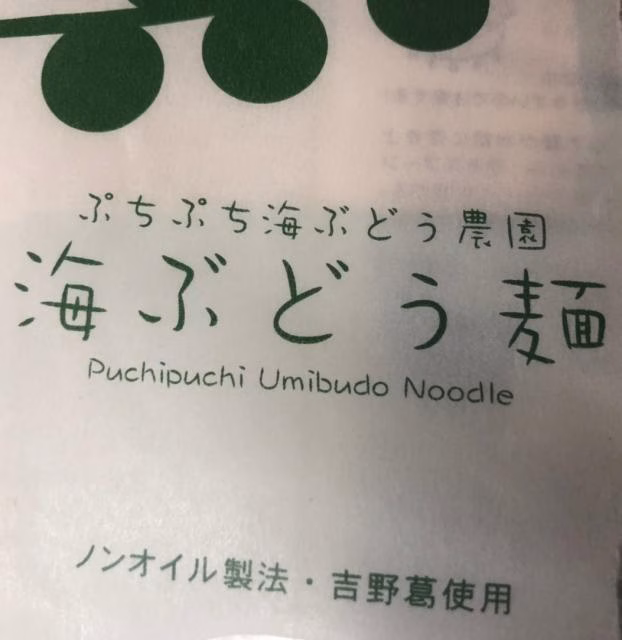 ぷちぷち海ぶどう農園
海ぶどう麺
Puchipuchi Umibudo Noodle
ノンオイル製法・吉野葛使用